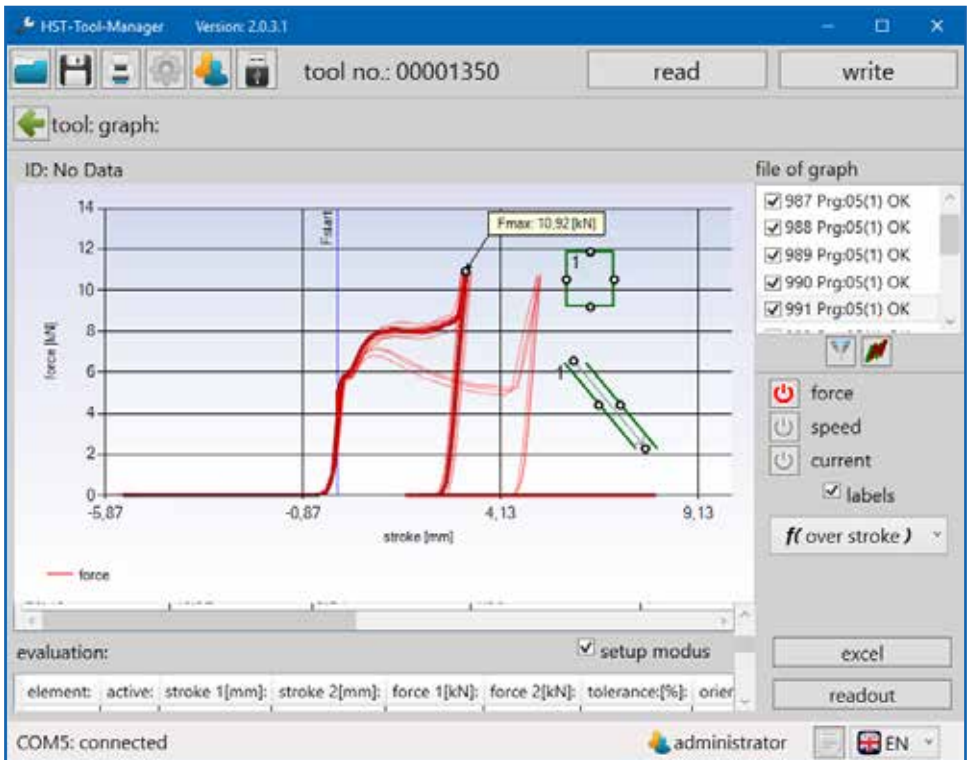 HST-Tool-Manager Version: 2.0.3.1
tool no.: 00001350 read write
tool: graph:
ID: No Data
file of graph
987 Prg:05(1) OK
988 Prg:05(1) OK
989 Prg:05(1) OK
990 Prg:05(1) OK
991 Prg:05(1) OK
force [kN]
14
12
10
8
6
4
2
0
Fstart
Fmax: 10,92 [kN]
1
1
-5,87 -0,87 4,13 9,13
stroke [mm]
force
force
speed
current
labels
f( over stroke )
evaluation:
setup modus
excel
element: active: stroke 1[mm]: stroke 2[mm]: force 1[kN]: force 2[kN]: tolerance:[%]: orier
readout
COM5: connected
administrator
EN